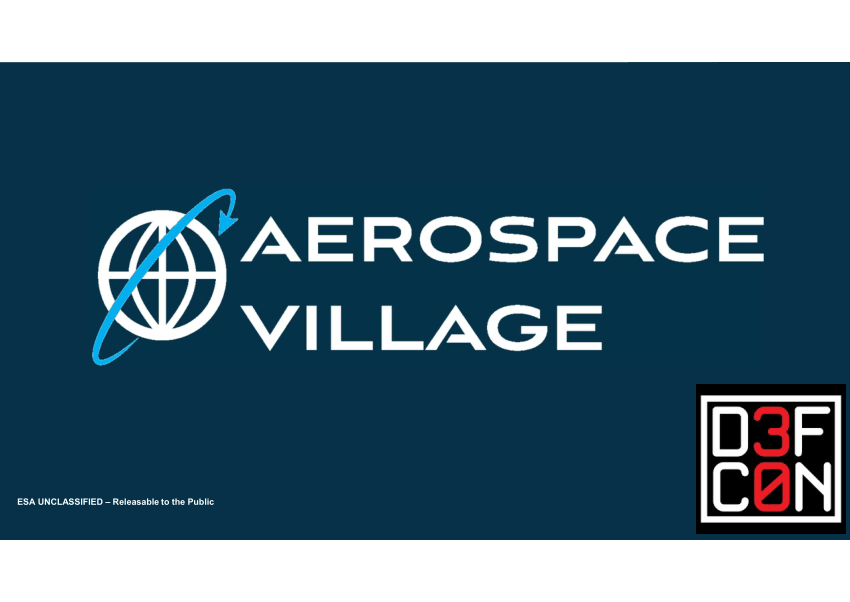 AEROSPACE
VILLAGE
D3F
C0N
ESA UNCLASSIFIED – Releasable to the Public